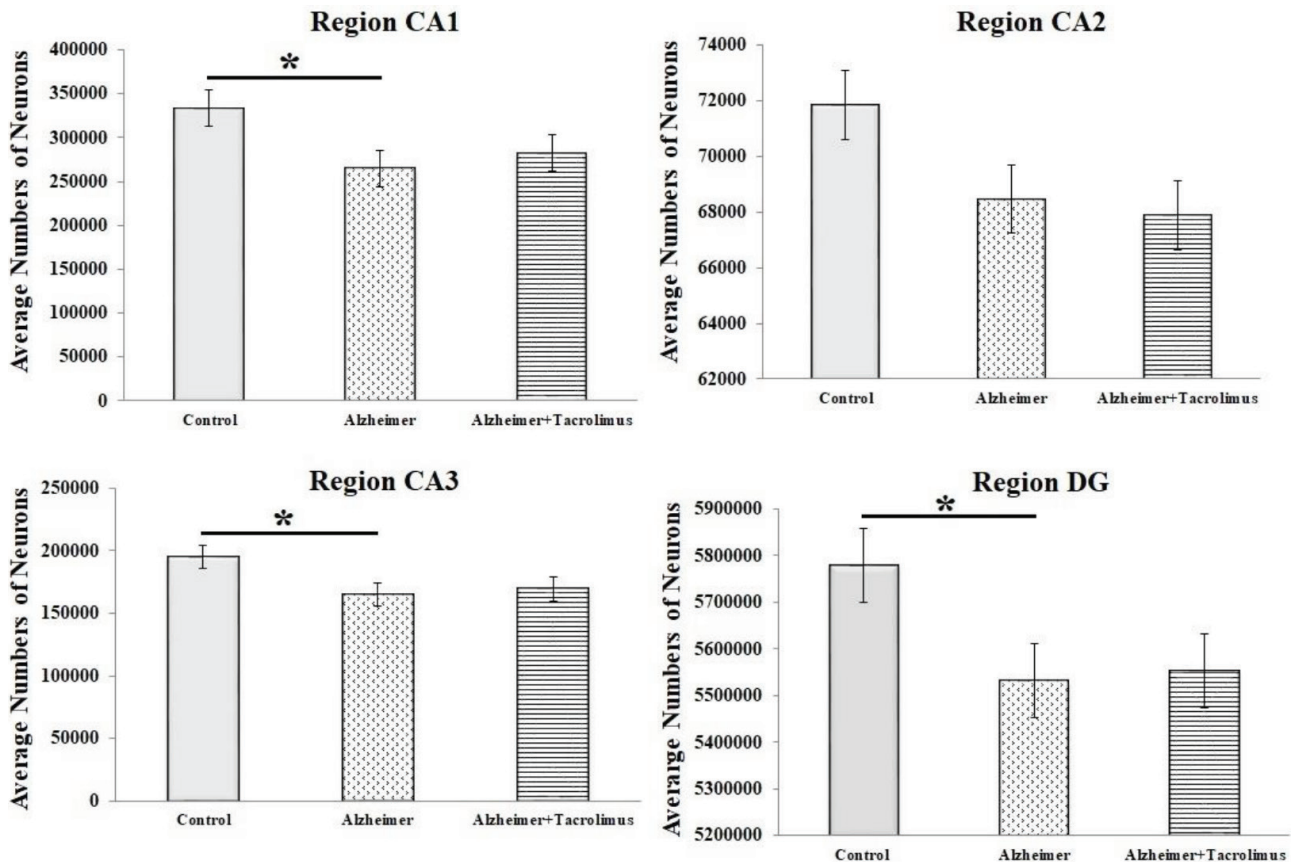 Region CA1
Average Numbers of Neurons
400000
350000
300000
250000
200000
150000
100000
50000
0
*
Control Alzheimer Alzheimer+Tacrolimus
Region CA2
Average Numbers of Neurons
74000
72000
70000
68000
66000
64000
62000
Control Alzheimer Alzheimer+Tacrolimus
Region CA3
Average Numbers of Neurons
250000
200000
150000
100000
50000
0
*
Control Alzheimer Alzheimer+Tacrolimus
Region DG
Averarge Numbers of Neurons
5900000
5800000
5700000
5600000
5500000
5400000
5300000
5200000
*
Control Alzheimer Alzheimer+Tacrolimus